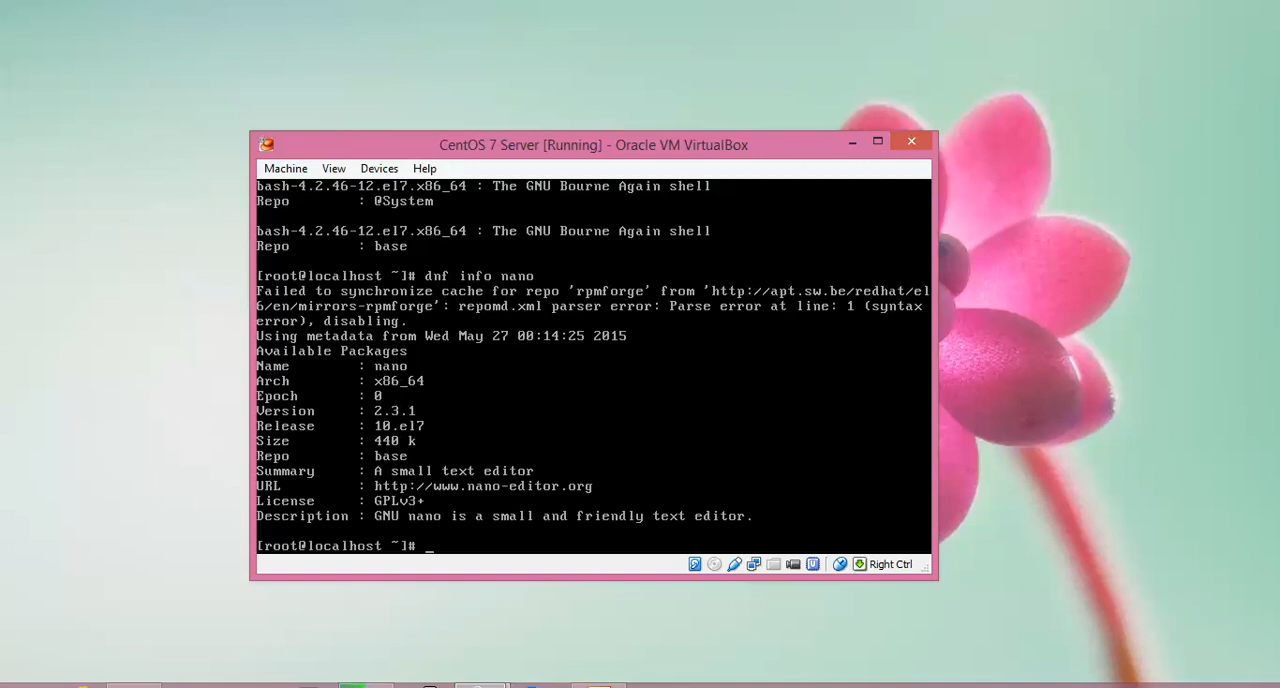 CentOS 7 Server [Running] - Oracle VM VirtualBox
Machine View Devices Help
bash-4.2.46-12.el7.x86_64 : The GNU Bourne Again shell
Repo : @System
bash-4.2.46-12.el7.x86_64 : The GNU Bourne Again shell
Repo : base
[root@localhost ~]# dnf info nano
Failed to synchronize cache for repo 'rpmforge' from 'http://apt.sw.be/redhat/el
6/en/mirrors-rpmforge': repomd.xml parser error: Parse error at line: 1 (syntax
error), disabling.
Using metadata from Wed May 27 00:14:25 2015
Available Packages
Name : nano
Arch : x86_64
Epoch : 0
Version : 2.3.1
Release : 10.el7
Size : 440 k
Repo : base
Summary : A small text editor
URL : http://www.nano-editor.org
License : GPLv3+
Description : GNU nano is a small and friendly text editor.
[root@localhost ~]# _
Right Ctrl